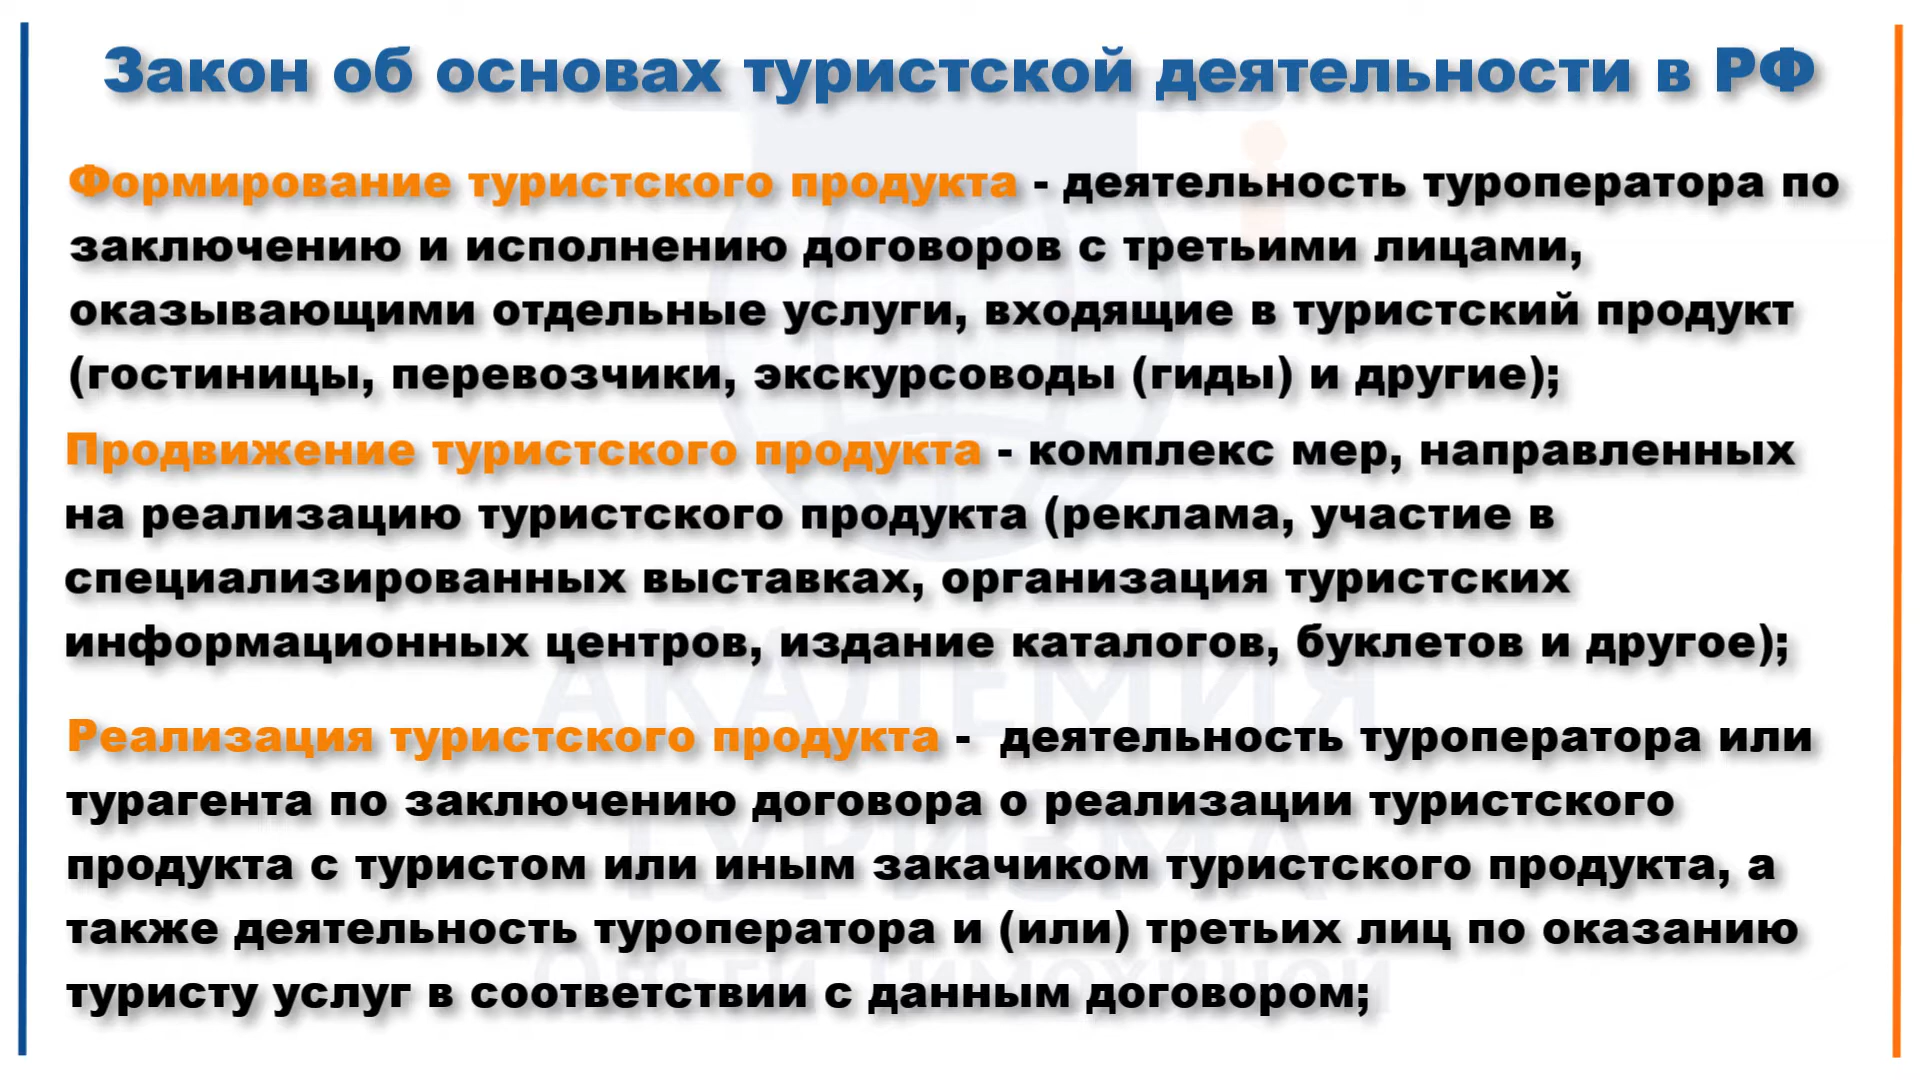 Закон об основах туристской деятельности в РФ
Формирование туристского продукта - деятельность туроператора по
заключению и исполнению договоров с третьими лицами,
оказывающими отдельные услуги, входящие в туристский продукт
(гостиницы, перевозчики, экскурсоводы (гиды) и другие);
Продвижение туристского продукта - комплекс мер, направленных
на реализацию туристского продукта (реклама, участие в
специализированных выставках, организация туристских
информационных центров, издание каталогов, буклетов и другое);
АКАДЕМИЯ
Реализация туристского продукта -  деятельность туроператора или
турагента по заключению договора о реализации туристского
ТУРИЗМА
продукта с туристом или иным закачиком туристского продукта, а
также деятельность туроператора и (или) третьих лиц по оказанию
Ольги Тимохиной
туристу услуг в соответствии с данным договором;